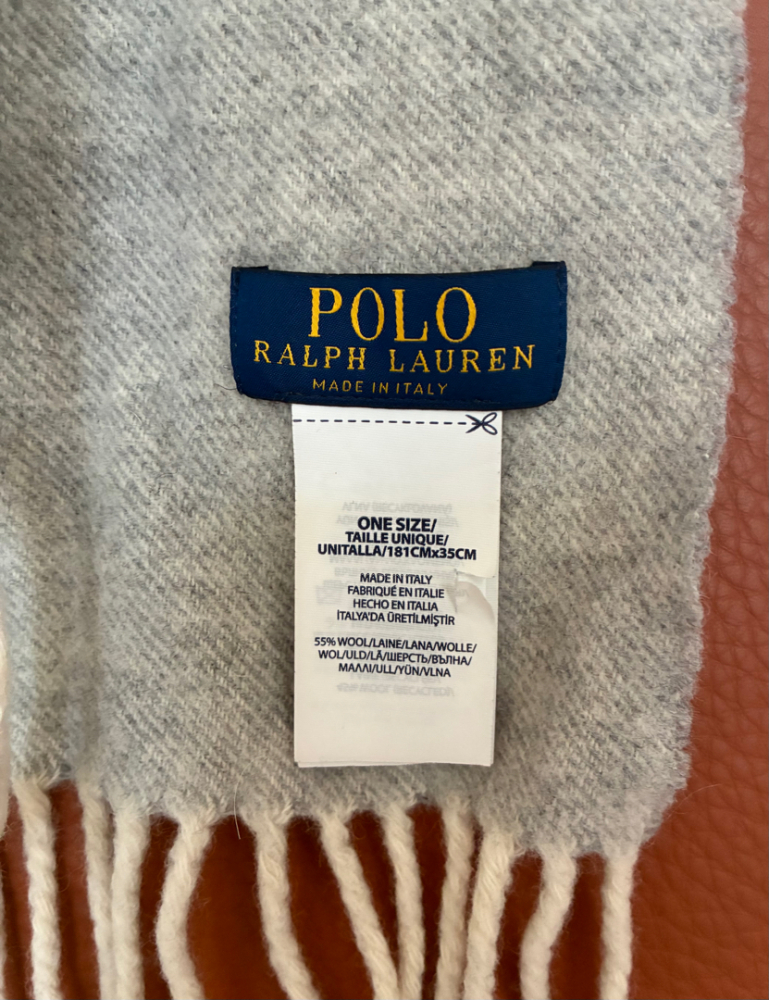 POLO
RALPH LAUREN
MADE IN ITALY
ONE SIZE/
TAILLE UNIQUE/
UNITALLA/181CMx35CM
MADE IN ITALY
FABRIQUÉ EN ITALIE
HECHO EN ITALIA
İTALYA'DA ÜRETİLMİŞTİR
55% WOOL/LAINE/LANA/WOLLE/
WOL/ULD/LÃ/ШЕРСТЬ/ВЪЛНА/
ΜΑΛΛΙ/ULL/YÜN/VLNA